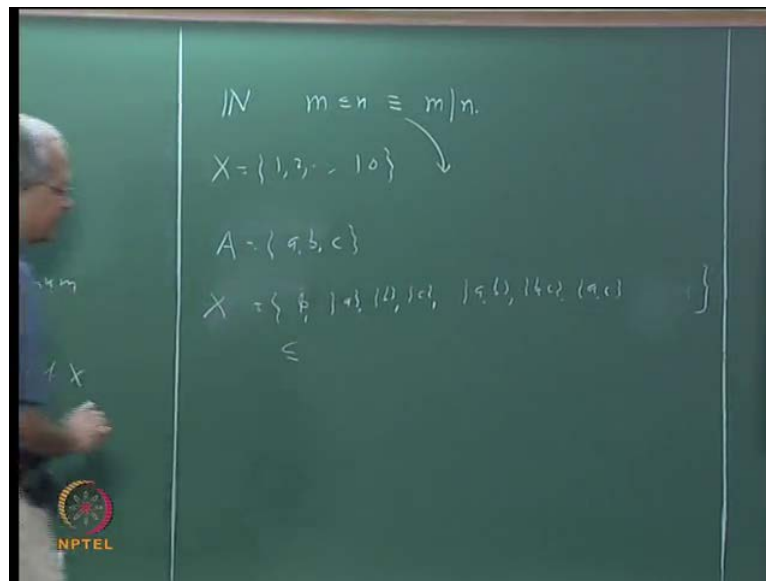 ℕ m ≤ n ≡ m|n.
X = { 1, 2, ... 10 }
A = { a, b, c }
X = { φ, {a}, {b}, {c}, {a, b}, {b, c}, {a, c} }
⊆
X
NPTEL